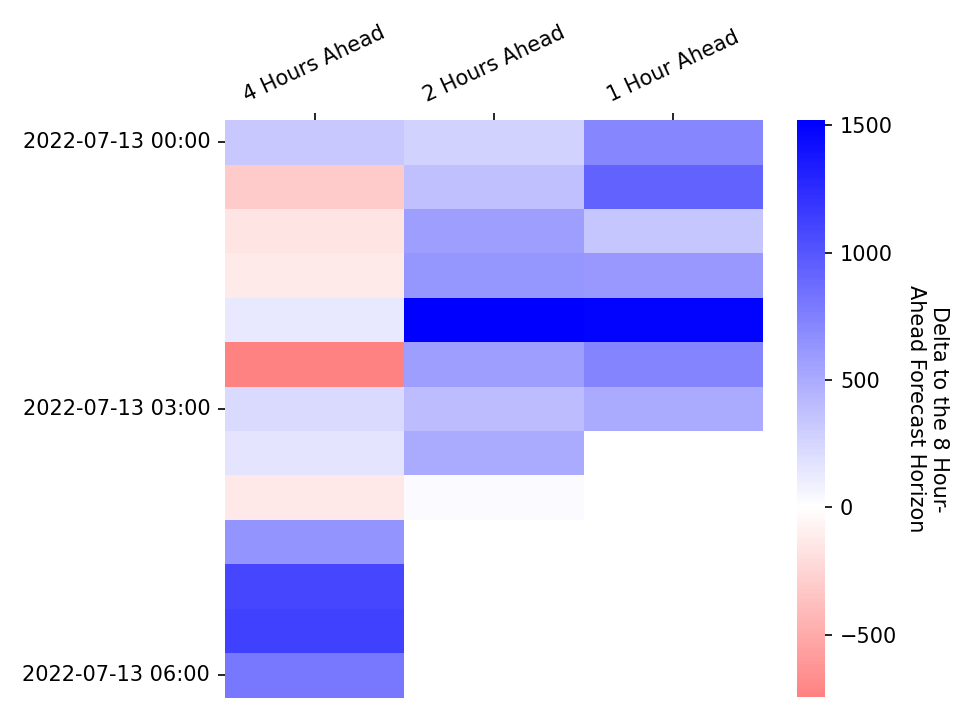 4 Hours Ahead
2 Hours Ahead
1 Hour Ahead
2022-07-13 00:00
2022-07-13 03:00
2022-07-13 06:00
1500
1000
500
0
−500
Delta to the 8 Hour-
Ahead Forecast Horizon